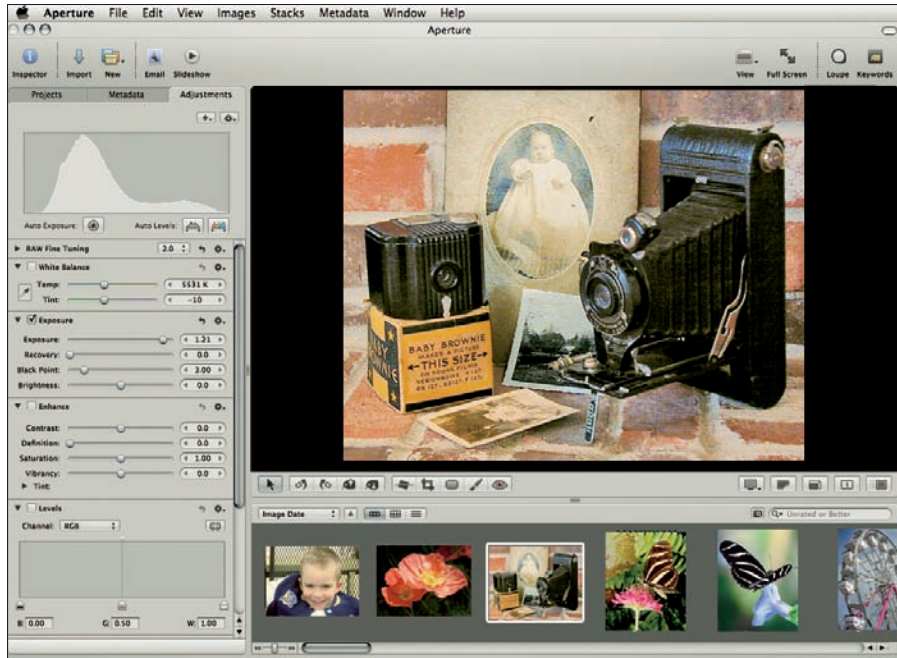 Aperture File Edit View Images Stacks Metadata Window Help
Aperture
Inspector Import New Email Slideshow View Full Screen Loupe Keywords
Projects Metadata Adjustments
Auto Exposure: Auto Levels:
RAW Fine Tuning 2.0
White Balance
Temp: 5531 K
Tint: -10
Exposure
Exposure: 1.21
Recovery: 0.0
Black Point: 3.00
Brightness: 0.0
Enhance
Contrast: 0.0
Definition: 0.0
Saturation: 1.00
Vibrancy: 0.0
Tint:
Levels
Channel: RGB
B: 0.00 G: 0.50 W: 1.00
BABY BROWNIE
MAKES A PICTURE
THIS SIZE
Image Date Unrated or Better